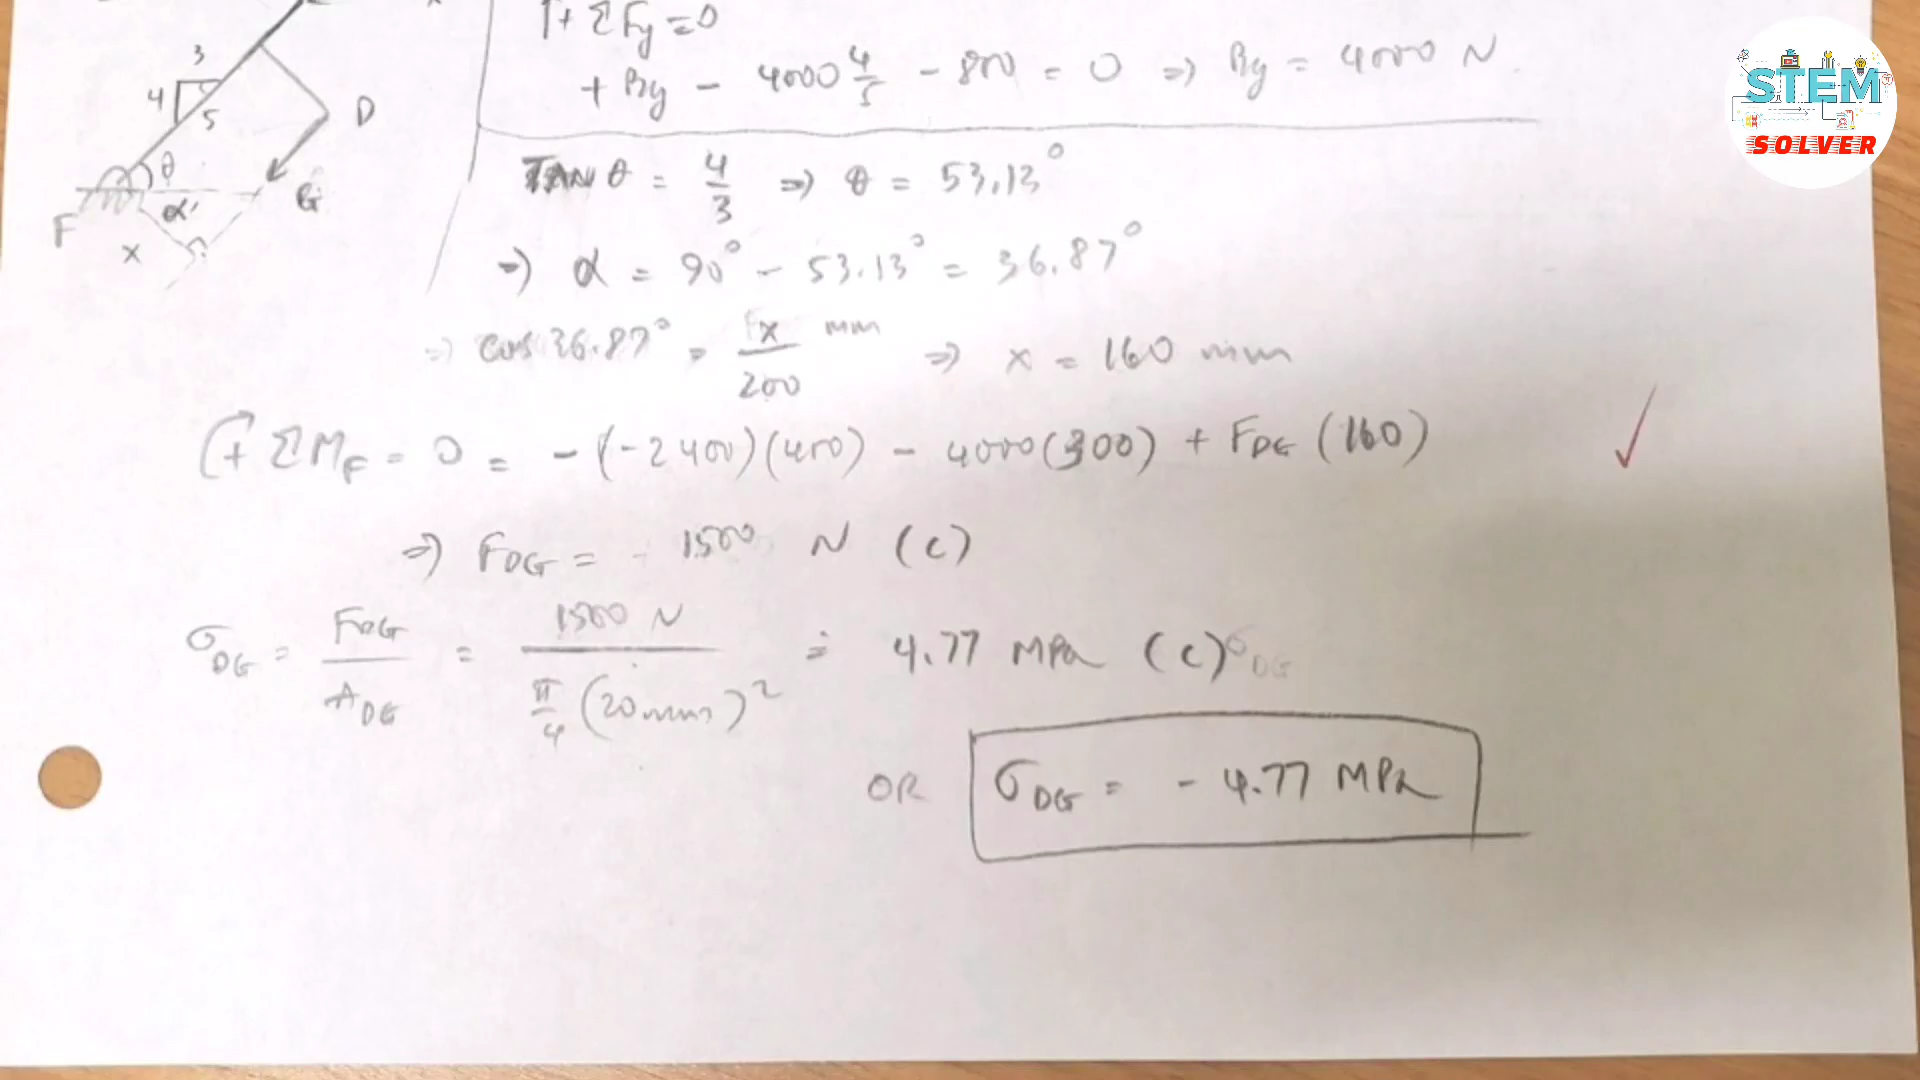 ↑+ ΣFy = 0
+ By - 4000 4/5 - 800 = 0 ⇒ By = 4000 N.
STEM
SOLVER
3
4
5
D
θ
G
α
F
x
TAN θ = 4/3 ⇒ θ = 53.13°
⇒ α = 90° - 53.13° = 36.87°
⇒ cos 36.87° = x/200 mm ⇒ x = 160 mm
+ ΣMF = 0 = -(-2400)(400) - 4000(300) + FDG (160)
⇒ FDG = 1500 N (C)
σDG = FDG/ADG = 1500 N / π/4 (20mm)² = 4.77 MPa (C) σDG
OR σDG = - 4.77 MPa